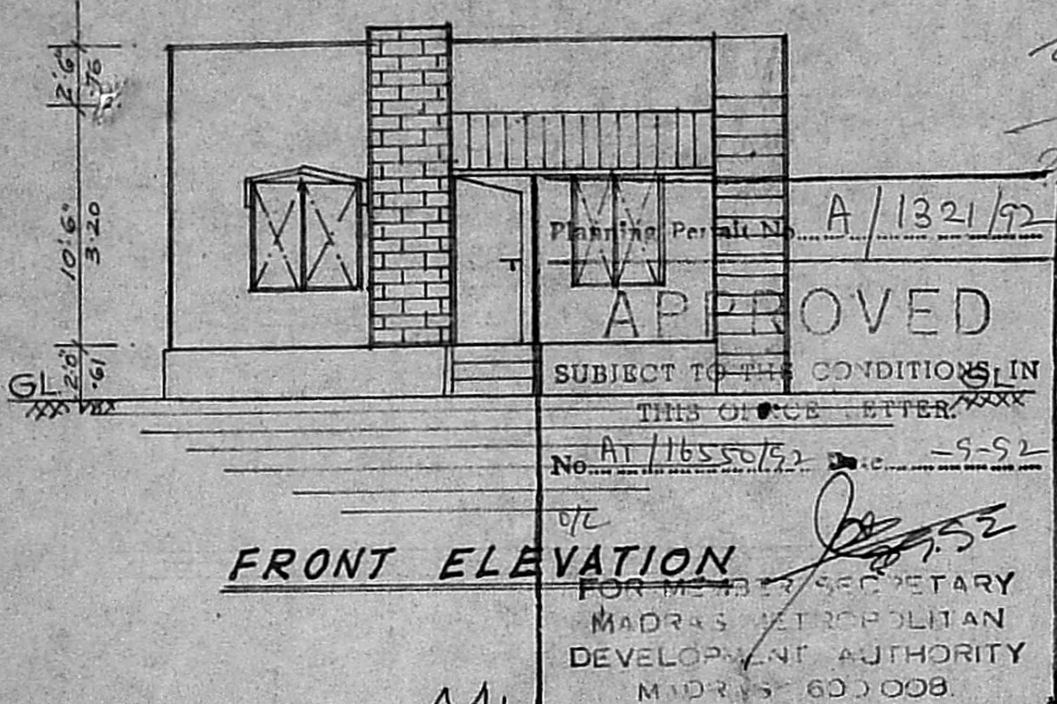 2'6"
.76
10'6"
3.20
2'0"
.61
GL
GL
Planning Permit No. A/1321/92
APPROVED
SUBJECT TO THE CONDITIONS IN
THIS OFFICE LETTER.
No. /16550/92 Date -9-92
FRONT ELEVATION
FOR MEMBER SECRETARY
MADRAS METROPOLITAN
DEVELOPMENT AUTHORITY
MADRAS 600 008.